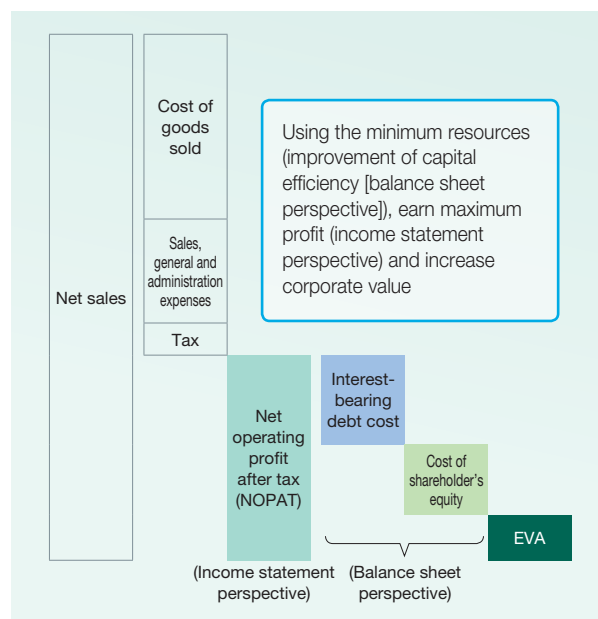 Net sales
Cost of
goods
sold
Sales,
general and
administration
expenses
Tax
Using the minimum resources
(improvement of capital
efficiency [balance sheet
perspective]), earn maximum
profit (income statement
perspective) and increase
corporate value
Net
operating
profit
after tax
(NOPAT)
Interest-
bearing
debt cost
Cost of
shareholder's
equity
EVA
(Income statement
perspective)
(Balance sheet
perspective)